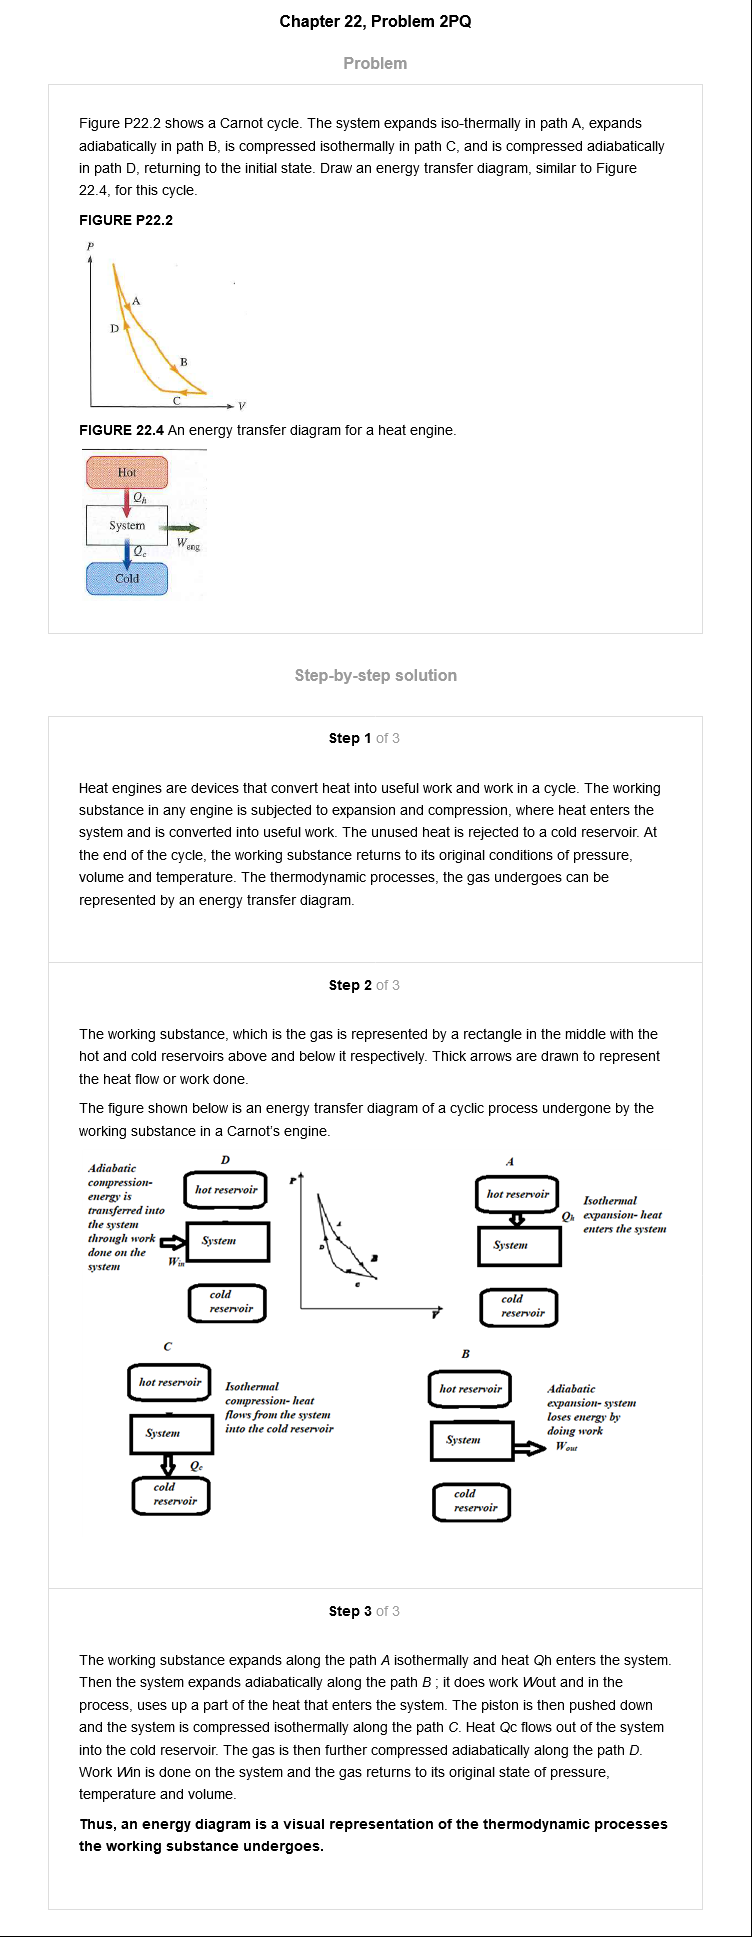 Chapter 22, Problem 2PQ
Problem
Figure P22.2 shows a Carnot cycle. The system expands iso-thermally in path A, expands
adiabatically in path B, is compressed isothermally in path C, and is compressed adiabatically
in path D, returning to the initial state. Draw an energy transfer diagram, similar to Figure
22.4, for this cycle.
FIGURE P22.2
P
A
D
B
C
V
FIGURE 22.4 An energy transfer diagram for a heat engine.
Hot
Qh
System
Weng
Qc
Cold
Step-by-step solution
Step 1 of 3
Heat engines are devices that convert heat into useful work and work in a cycle. The working
substance in any engine is subjected to expansion and compression, where heat enters the
system and is converted into useful work. The unused heat is rejected to a cold reservoir. At
the end of the cycle, the working substance returns to its original conditions of pressure,
volume and temperature. The thermodynamic processes, the gas undergoes can be
represented by an energy transfer diagram.
Step 2 of 3
The working substance, which is the gas is represented by a rectangle in the middle with the
hot and cold reservoirs above and below it respectively. Thick arrows are drawn to represent
the heat flow or work done.
The figure shown below is an energy transfer diagram of a cyclic process undergone by the
working substance in a Carnot's engine.
D
Adiabatic
compression-
energy is
transferred into
the system
through work
done on the
system
hot reservoir
System
Win
cold
reservoir
P
A
D
B
C
V
A
hot reservoir
Qh
Isothermal
expansion- heat
enters the system
System
cold
reservoir
C
hot reservoir
Isothermal
compression- heat
flows from the system
into the cold reservoir
System
Qc
cold
reservoir
B
hot reservoir
Adiabatic
expansion- system
loses energy by
doing work
Wout
System
cold
reservoir
Step 3 of 3
The working substance expands along the path A isothermally and heat Qh enters the system.
Then the system expands adiabatically along the path B ; it does work Wout and in the
process, uses up a part of the heat that enters the system. The piston is then pushed down
and the system is compressed isothermally along the path C. Heat Qc flows out of the system
into the cold reservoir. The gas is then further compressed adiabatically along the path D.
Work Win is done on the system and the gas returns to its original state of pressure,
temperature and volume.
Thus, an energy diagram is a visual representation of the thermodynamic processes
the working substance undergoes.